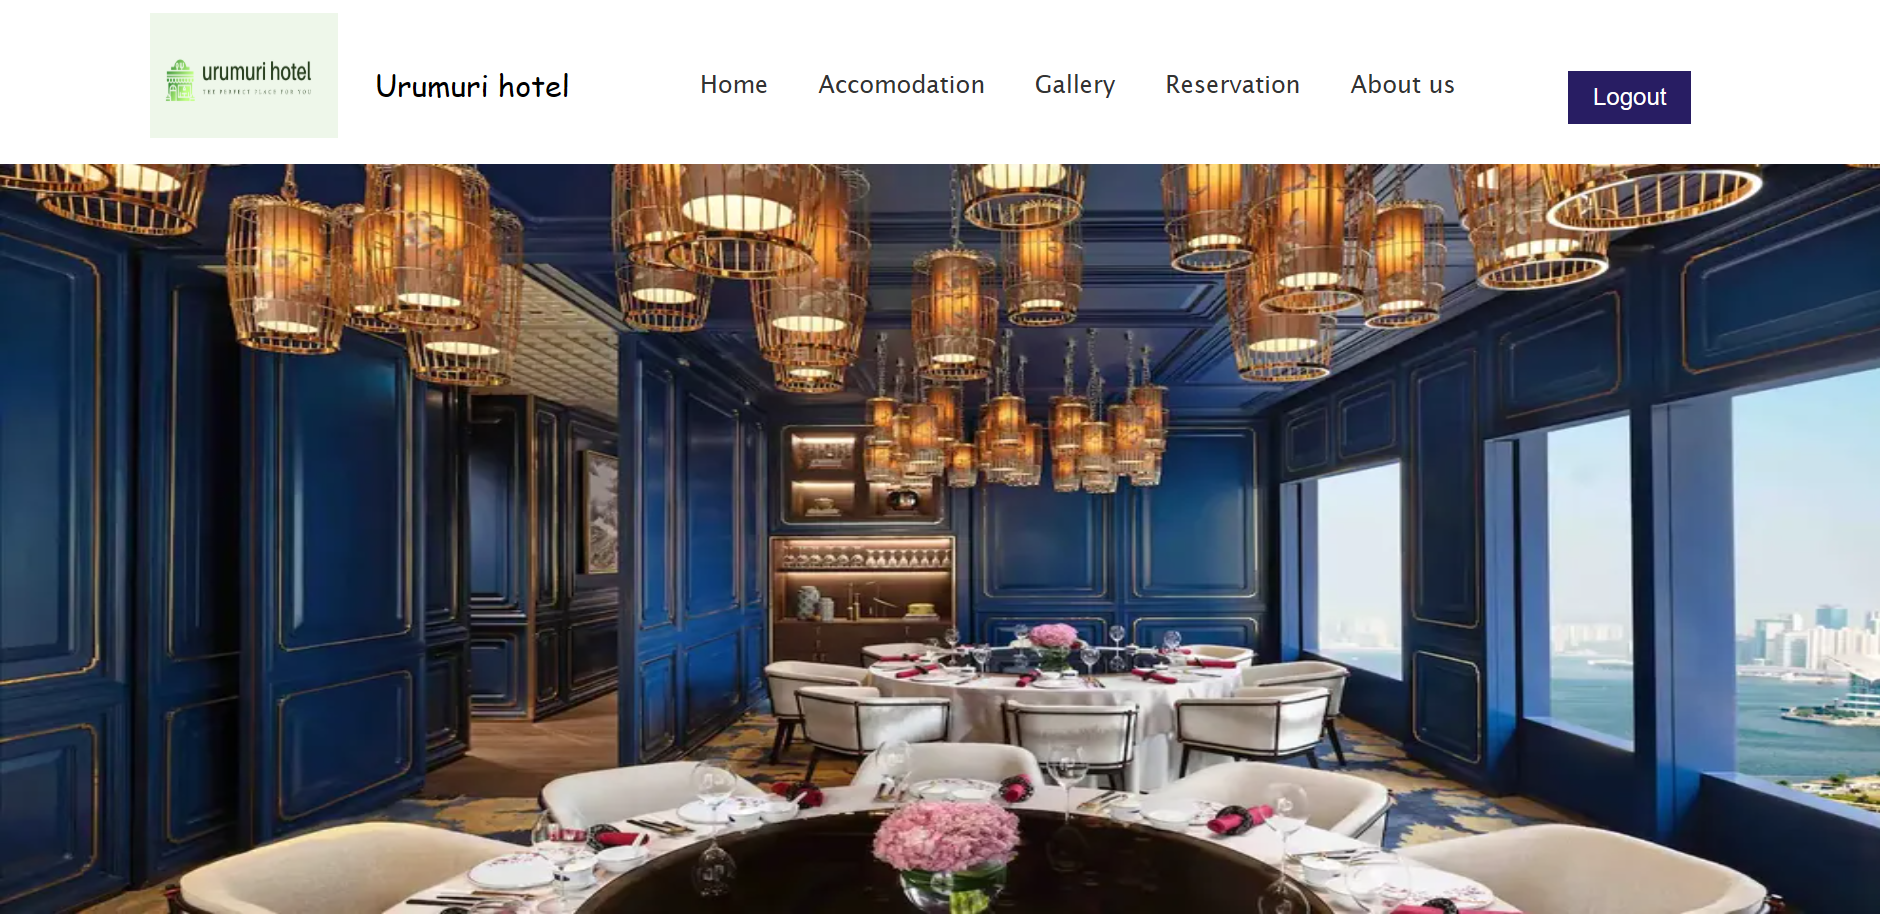 urumuri hotel
THE PERFECT PLACE FOR YOU
Urumuri hotel
Home
Accomodation
Gallery
Reservation
About us
Logout